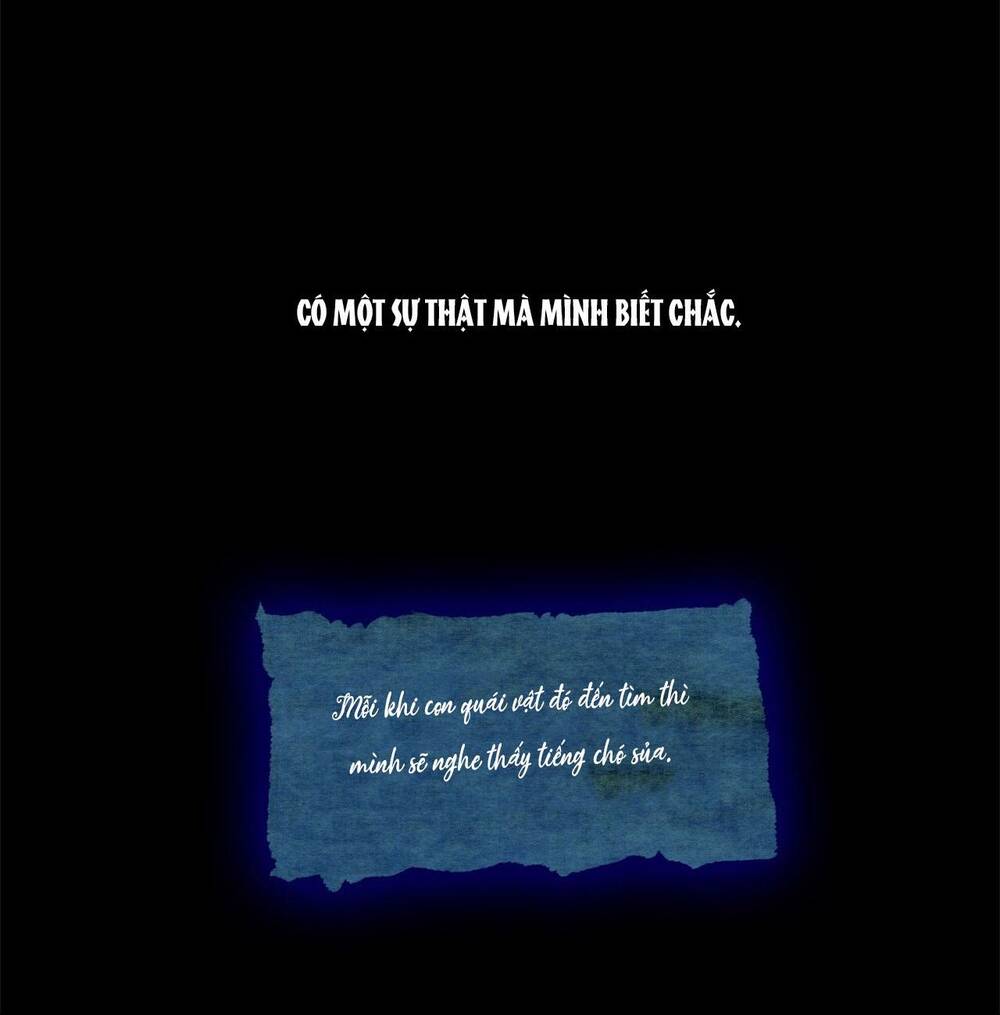 CÓ MỘT SỰ THẬT MÀ MÌNH BIẾT CHẮC.
Mỗi khi con quái vật đó đến tìm thì
mình sẽ nghe thấy tiếng chó sủa.